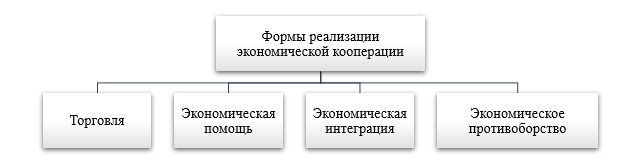 Формы реализации
экономической кооперации
Торговля
Экономическая
помощь
Экономическая
интеграция
Экономическое
противоборство